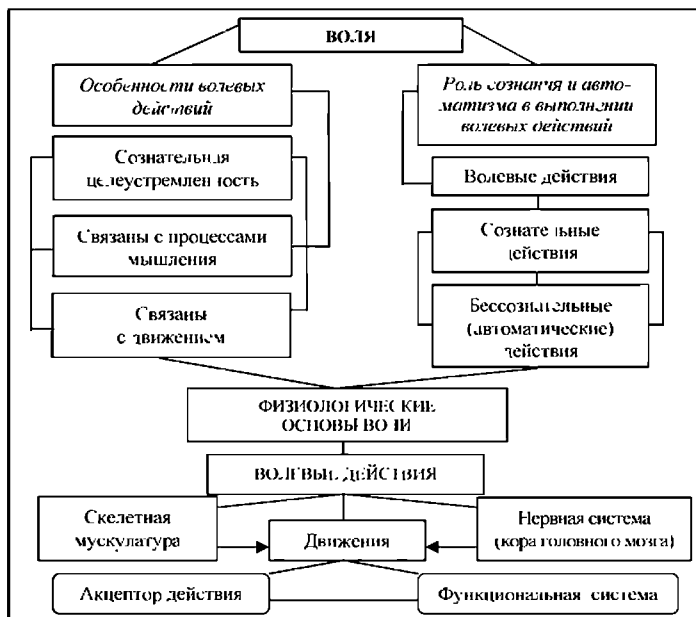 ВОЛЯ
Особенности волевых
действий
Роль сознания и авто-
матизма в выполнении
волевых действий
Сознательная
целеустремленность
Волевые действия
Связаны с процессами
мышления
Сознательные
действия
Связаны
с движением
Бессознательные
(автоматические)
действия
ФИЗИОЛОГИЧЕСКИЕ
ОСНОВЫ ВОЛИ
ВОЛЕВЫЕ ДЕЙСТВИЯ
Скелетная
мускулатура
Движения
Нервная система
(кора головного мозга)
Акцептор действия
Функциональная система